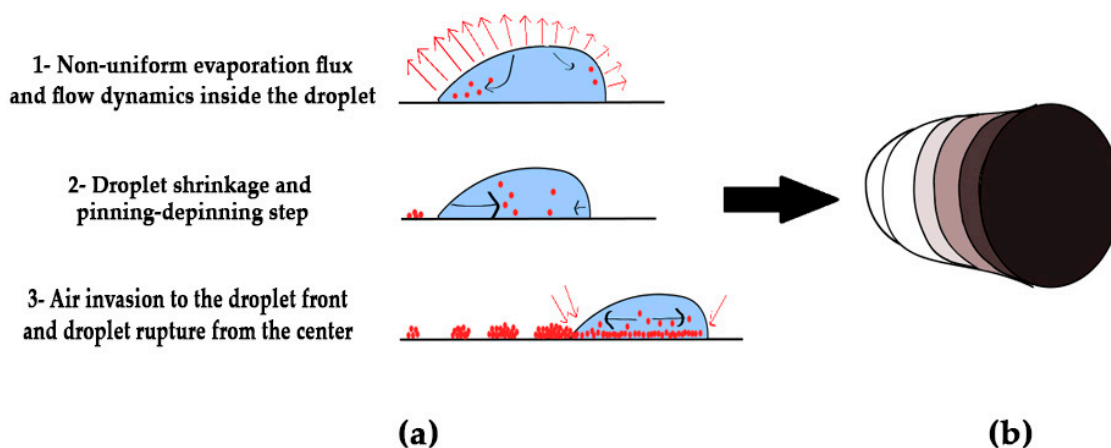 1- Non-uniform evaporation flux
and flow dynamics inside the droplet
2- Droplet shrinkage and
pinning-depinning step
3- Air invasion to the droplet front
and droplet rupture from the center
(a)
(b)